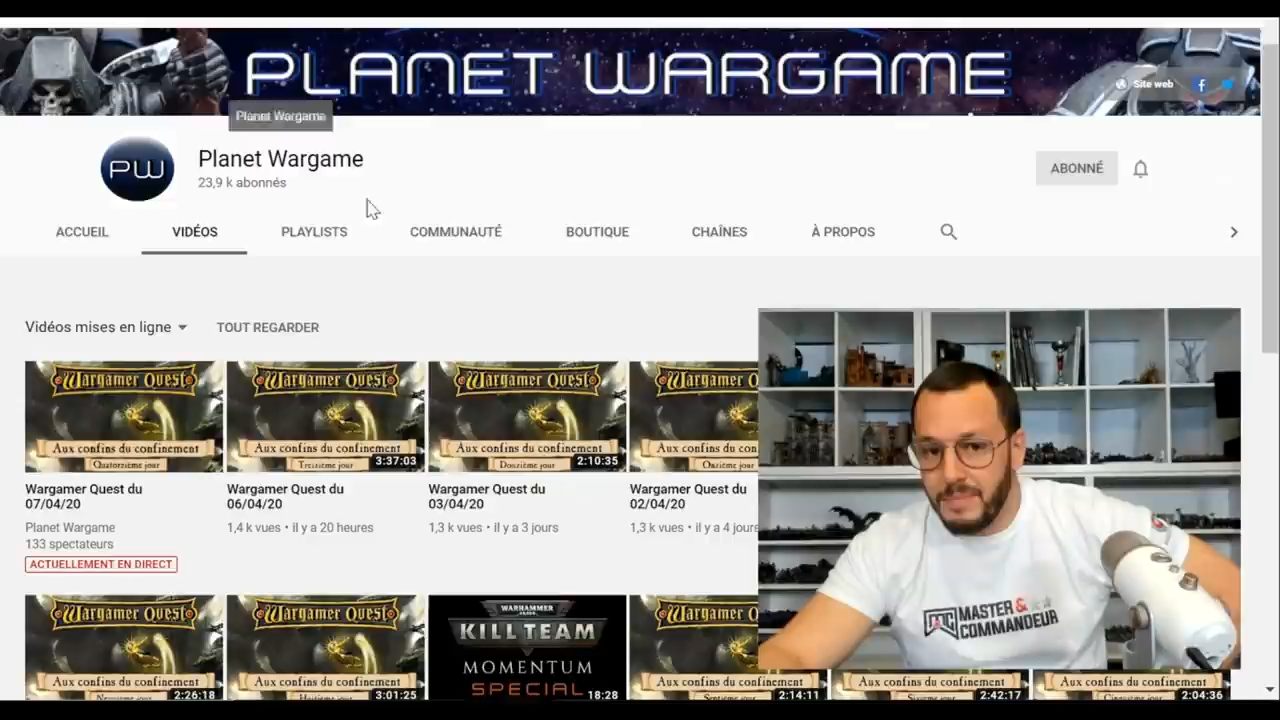 PLANET WARGAME
Site web
Planet Wargame
PW
Planet Wargame
23,9 k abonnés
ABONNÉ
ACCUEIL VIDÉOS PLAYLISTS COMMUNAUTÉ BOUTIQUE CHAÎNES À PROPOS
Vidéos mises en ligne TOUT REGARDER
Wargamer Quest
Aux confins du confinement
Quatorzième jour
Wargamer Quest
Aux confins du confinement
Treizième jour
3:37:03
Wargamer Quest
Aux confins du confinement
Douzième jour
2:10:35
Wargamer Q
Aux confins du con
Onzième jour
Wargamer Quest du
07/04/20
Planet Wargame
133 spectateurs
ACTUELLEMENT EN DIRECT
Wargamer Quest du
06/04/20
1,4 k vues • il y a 20 heures
Wargamer Quest du
03/04/20
1,3 k vues • il y a 3 jours
Wargamer Quest du
02/04/20
1,3 k vues • il y a 4 jours
MASTER &
COMMANDEUR
Wargamer Quest
Aux confins du confinement
2:26:18
Wargamer Quest
Aux confins du confinement
Huitième jour
3:01:25
WARHAMMER
KILL TEAM
MOMENTUM
SPECIAL
18:28
Wargamer Q
Aux confins du confinement
Septième jour
2:14:11
Aux confins du confinement
Sixième jour
2:42:17
Aux confins du confinement
Cinquième jour
2:04:36